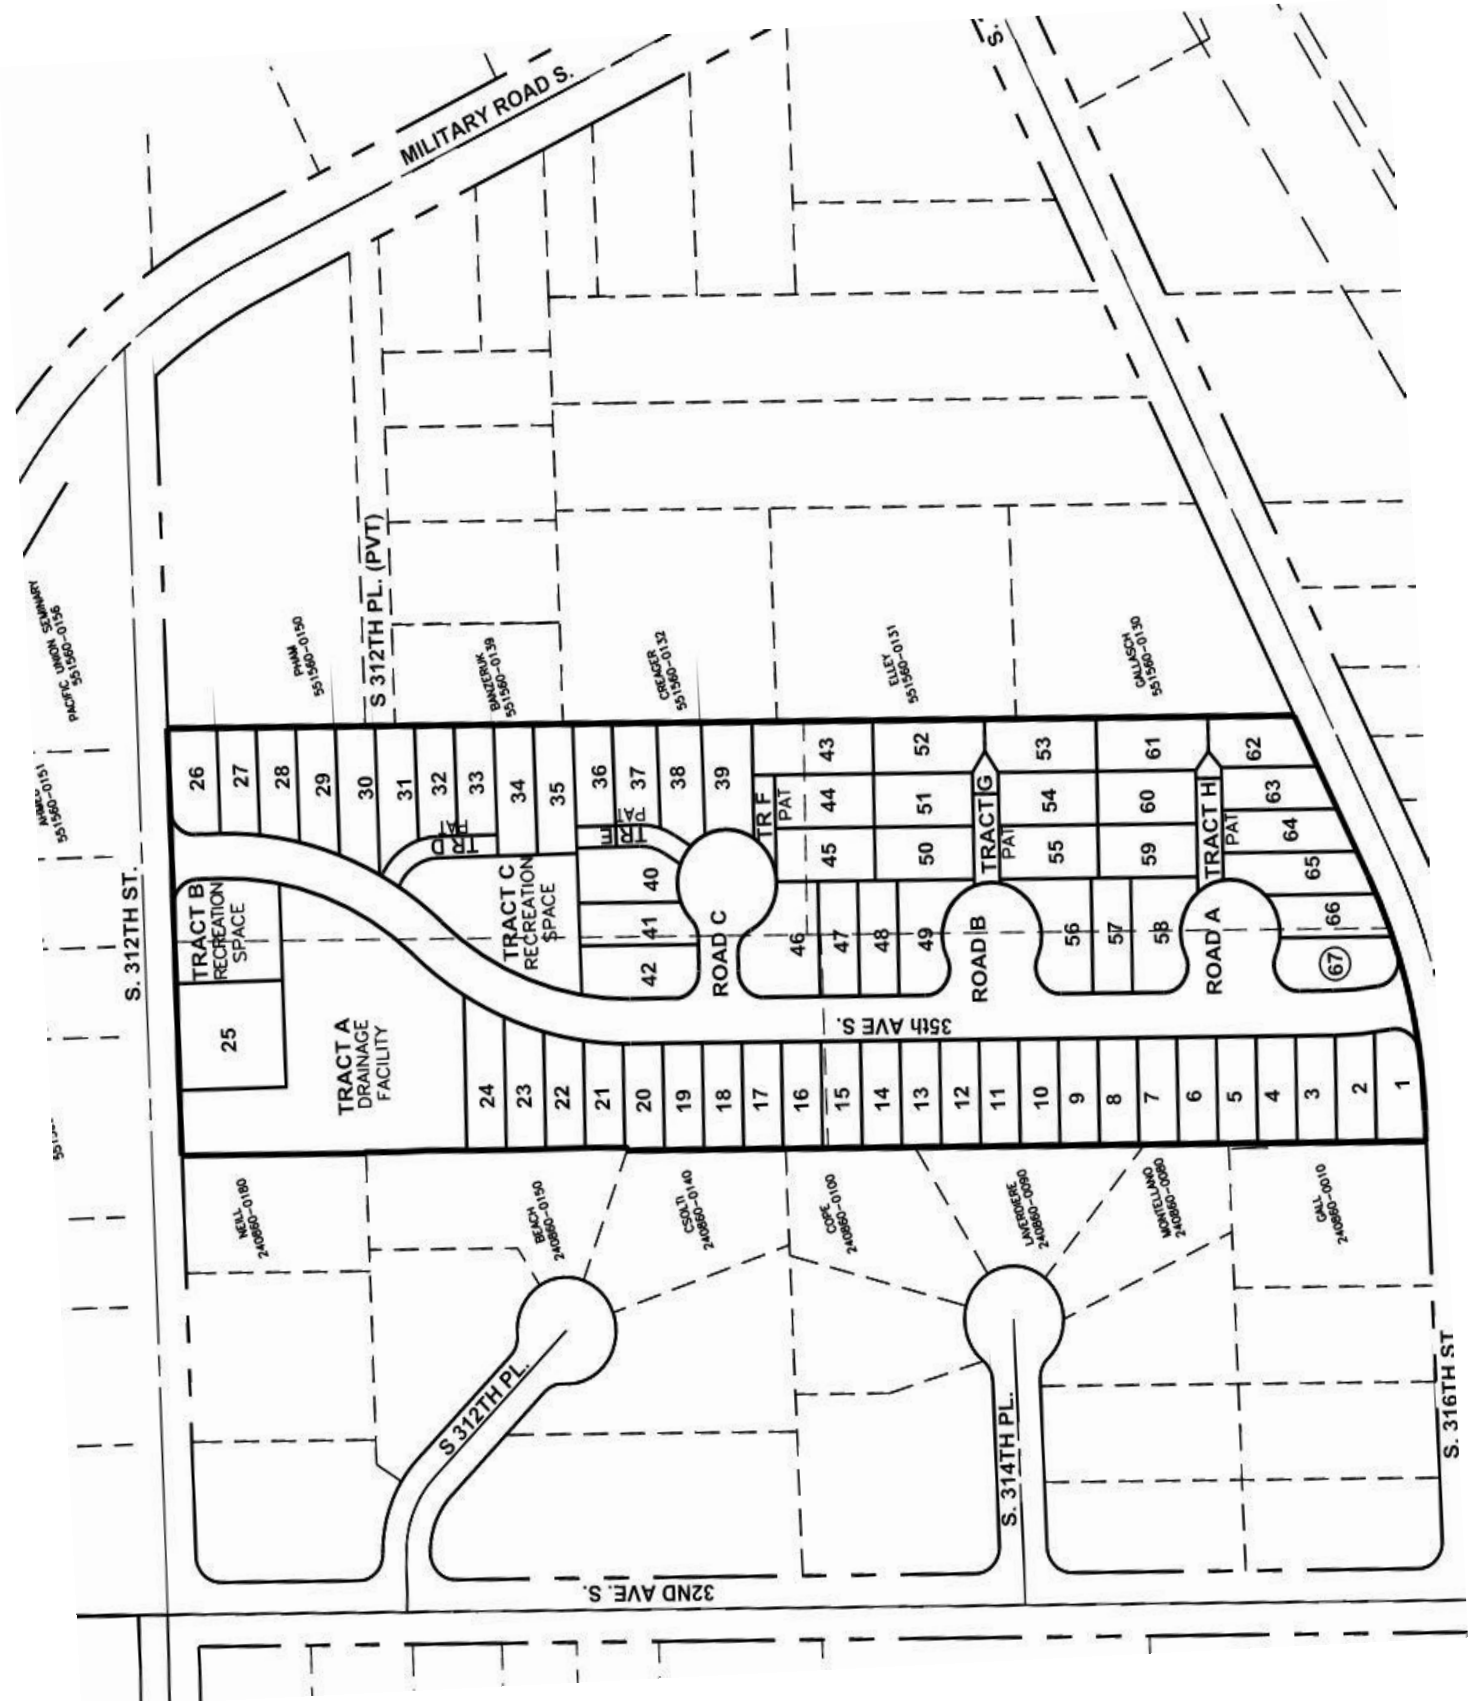 MILITARY ROAD S.
S.
S 312TH PL. (PVT)
PACIFIC UNION SEMINARY
551560-0156
PHAM
551560-0150
BANZERUK
551560-0139
CREAGER
551560-0132
ELLEY
551560-0131
GALLASCH
551560-0130
551560-0151
S. 312TH ST.
26
27
28
29
30
31
32
33
34
35
36
37
38
39
43
52
53
61
62
TR D
PAT
TR E
PAT
TR F
PAT
44
51
TRACT G
PAT
54
60
TRACT H
PAT
63
64
65
45
50
55
59
TRACT B
RECREATION
SPACE
TRACT C
RECREATION
SPACE
40
41
42
ROAD C
46
47
48
49
ROAD B
56
57
58
ROAD A
66
67
25
TRACT A
DRAINAGE
FACILITY
35th AVE S.
24
23
22
21
20
19
18
17
16
15
14
13
12
11
10
9
8
7
6
5
4
3
2
1
NEILL
240860-0180
BEACH
240860-0150
CSOLTI
240860-0140
COPE
240860-0100
LAVERDIERE
240860-0090
MONTELLANO
240860-0080
GALL
240860-0010
S 312TH PL.
S. 314TH PL.
S. 316TH ST
32ND AVE. S.